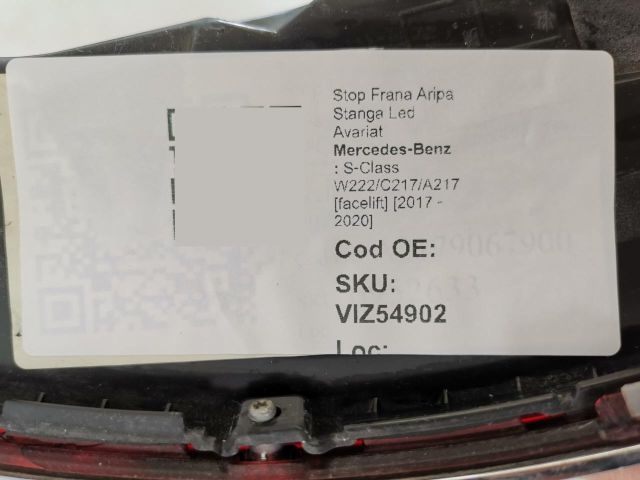 Stop Frana Aripa
Stanga Led
Avariat
Mercedes-Benz
: S-Class
W222/C217/A217
[facelift] [2017 -
2020]
Cod OE:
SKU:
VIZ54902
Loc: